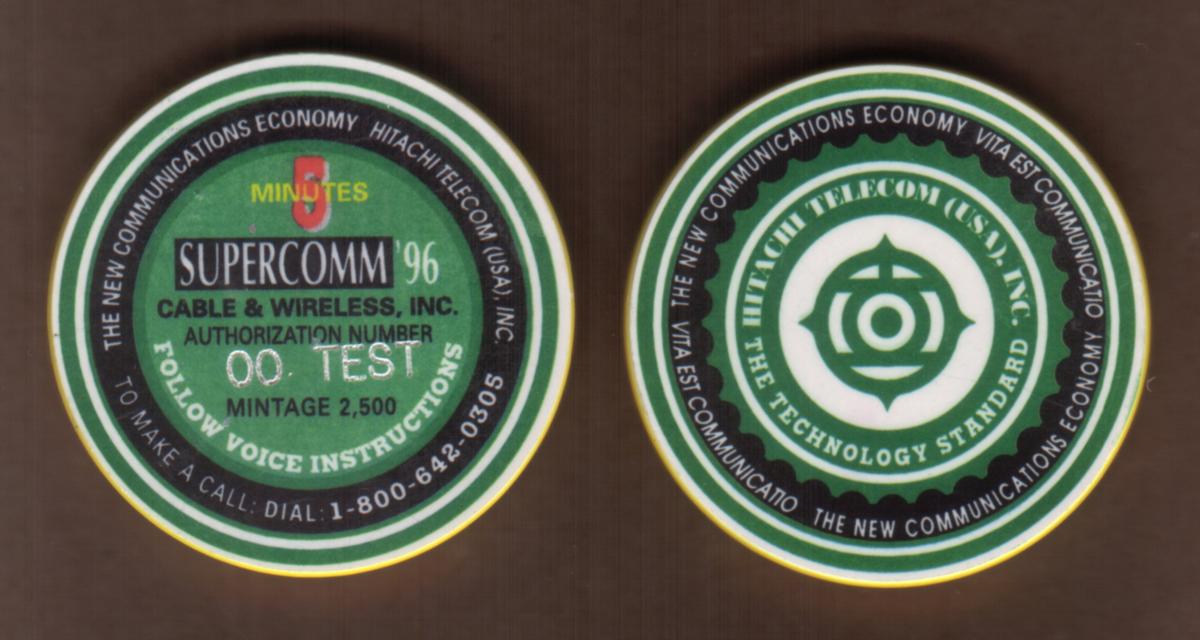 THE NEW COMMUNICATIONS ECONOMY HITACHI TELECOM (USA), INC.
5
MINUTES
SUPERCOMM '96
CABLE & WIRELESS, INC.
AUTHORIZATION NUMBER
00 TEST
MINTAGE 2,500
FOLLOW VOICE INSTRUCTIONS
TO MAKE A CALL: DIAL: 1-800-642-0305
THE NEW COMMUNICATIONS ECONOMY VITA EST COMMUNICATIO
THE NEW COMMUNICATIONS ECONOMY
VITA EST COMMUNICATIO
HITACHI TELECOM (USA), INC.
THE TECHNOLOGY STANDARD